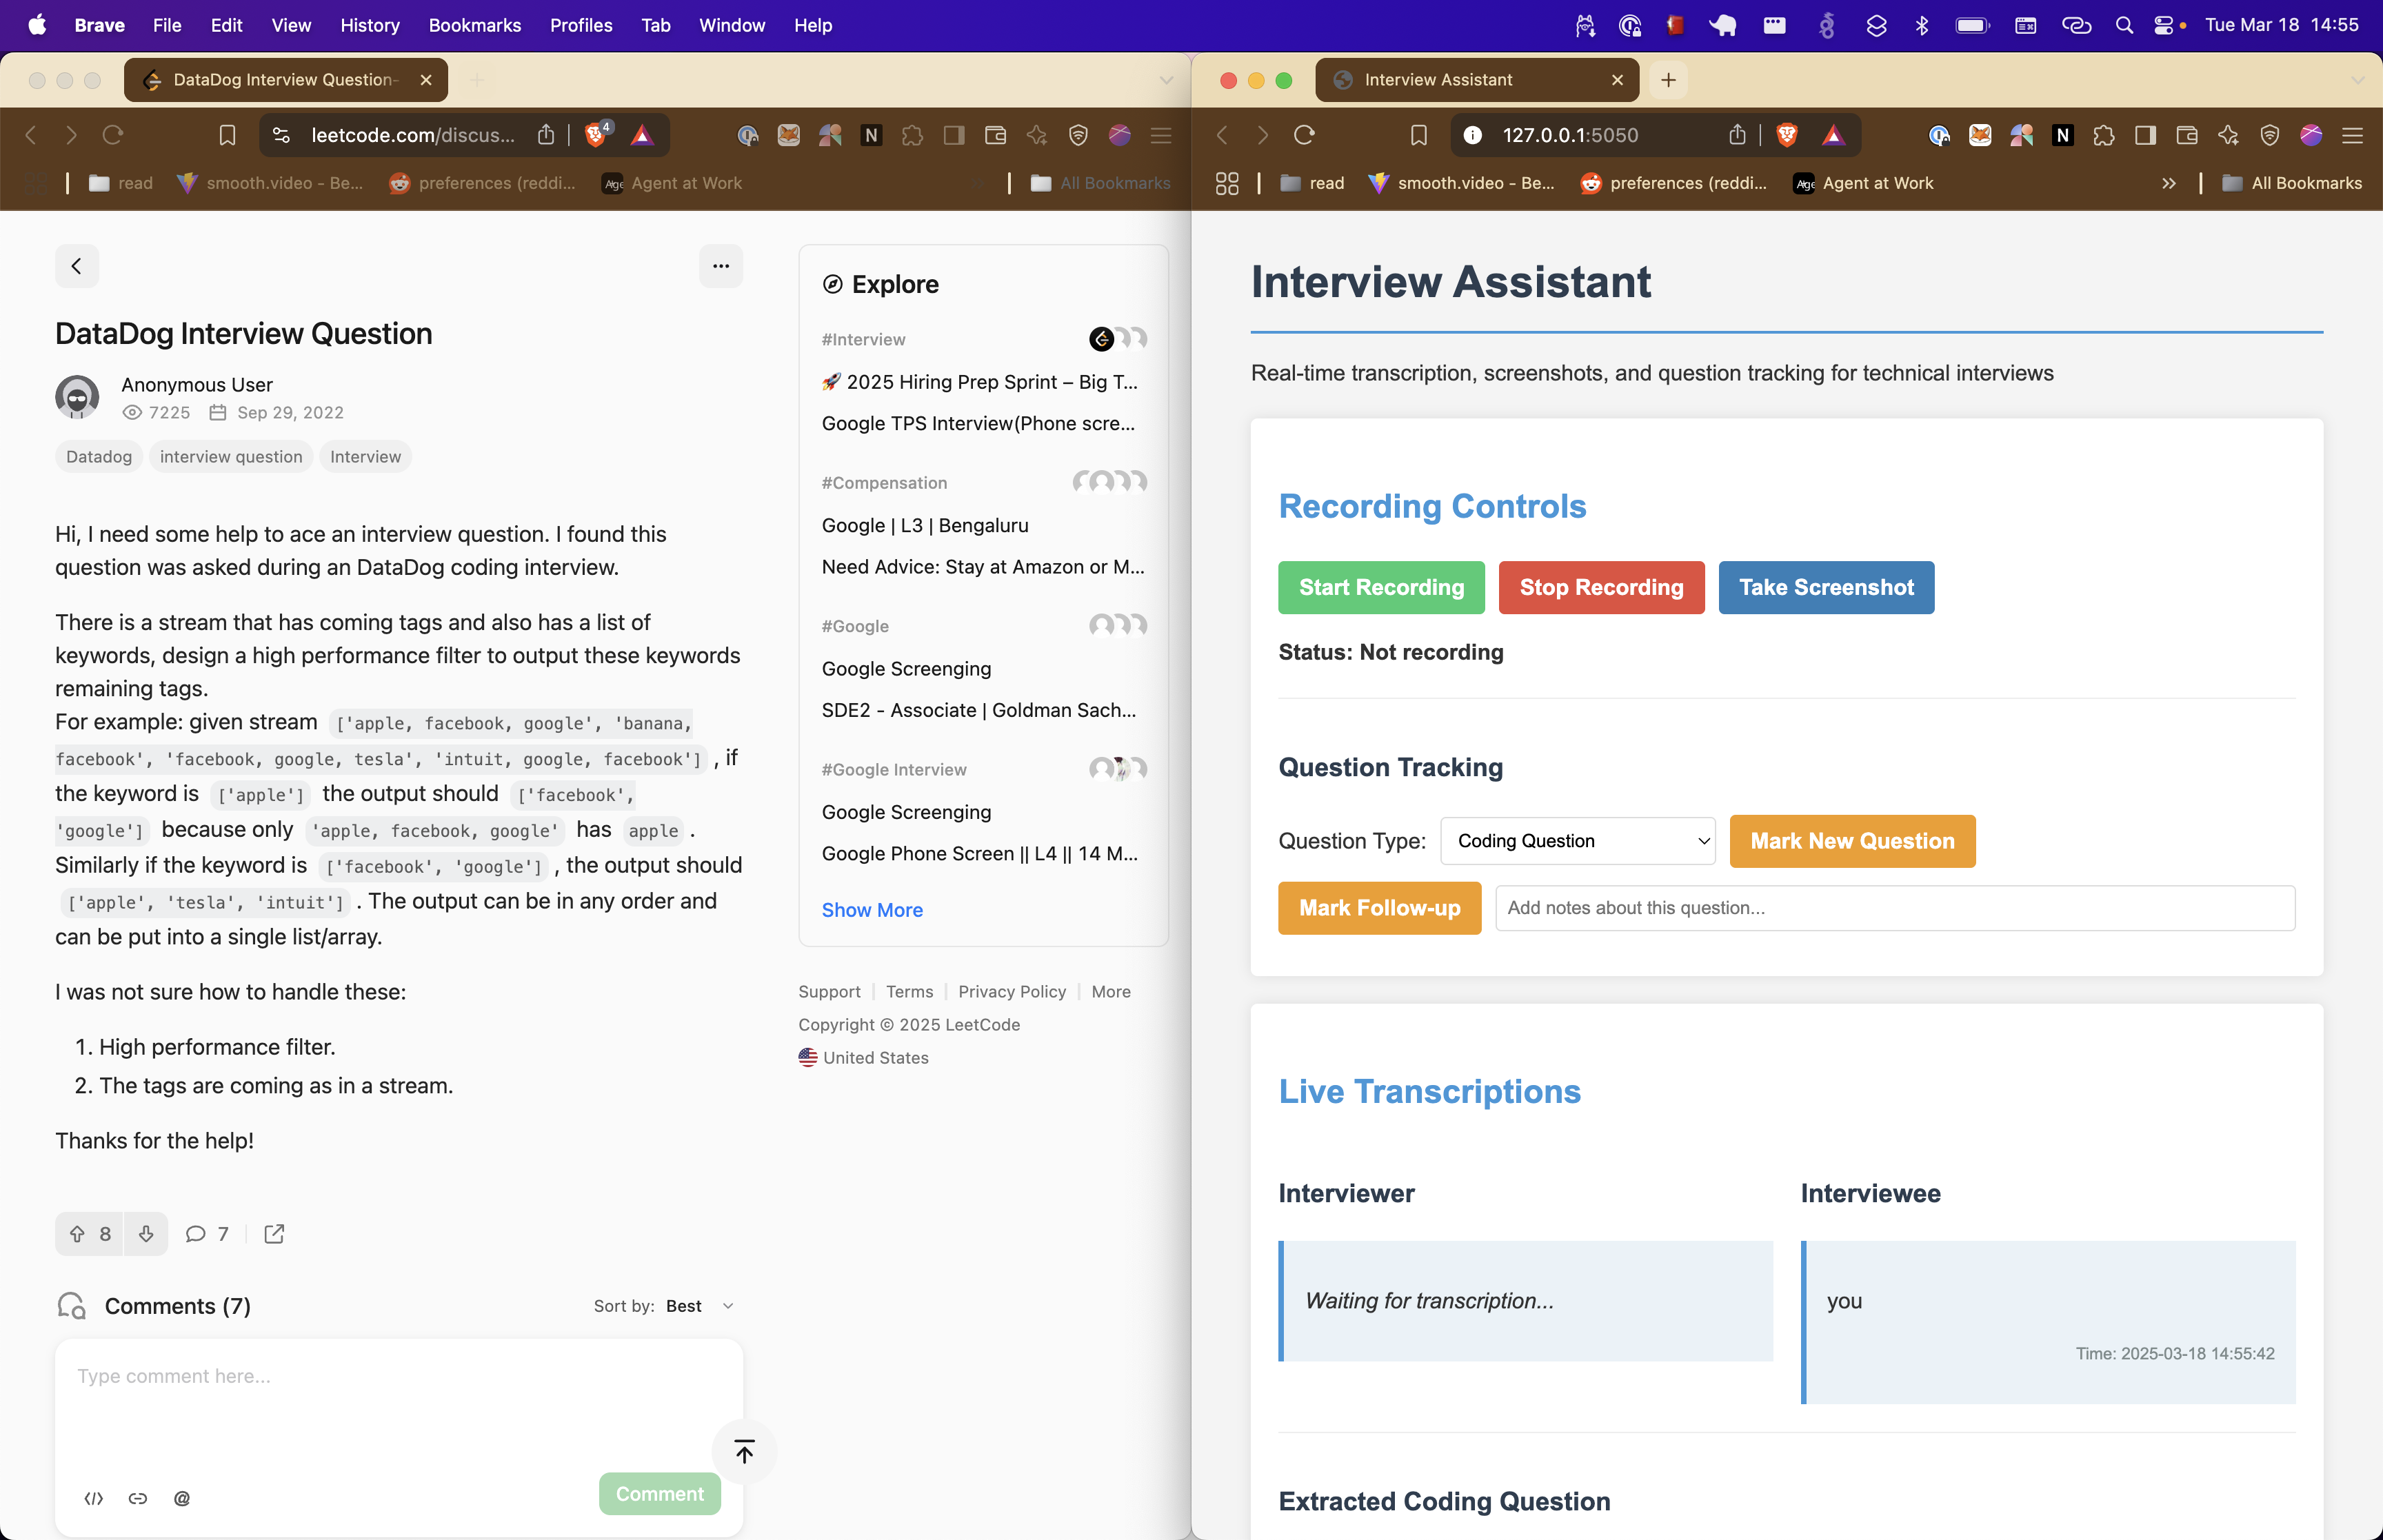 Brave File Edit View History Bookmarks Profiles Tab Window Help
Tue Mar 18 14:55
DataDog Interview Question-
leetcode.com/discus...
4
N
read
smooth.video - Be...
preferences (reddi...
Age
Agent at Work
All Bookmarks
DataDog Interview Question
Anonymous User
7225 Sep 29, 2022
Datadog interview question Interview
Hi, I need some help to ace an interview question. I found this
question was asked during an DataDog coding interview.
There is a stream that has coming tags and also has a list of
keywords, design a high performance filter to output these keywords
remaining tags.
For example: given stream ['apple, facebook, google', 'banana,
facebook', 'facebook, google, tesla', 'intuit, google, facebook'] , if
the keyword is ['apple'] the output should ['facebook',
'google'] because only 'apple, facebook, google' has apple .
Similarly if the keyword is ['facebook', 'google'] , the output should
['apple', 'tesla', 'intuit'] . The output can be in any order and
can be put into a single list/array.
I was not sure how to handle these:
1. High performance filter.
2. The tags are coming as in a stream.
Thanks for the help!
8
7
Comments (7)
Sort by: Best
Type comment here...
@
Comment
Explore
#Interview
🚀 2025 Hiring Prep Sprint – Big T...
Google TPS Interview(Phone scre...
#Compensation
Google | L3 | Bengaluru
Need Advice: Stay at Amazon or M...
#Google
Google Screenging
SDE2 - Associate | Goldman Sach...
#Google Interview
Google Screenging
Google Phone Screen || L4 || 14 M...
Show More
Support Terms Privacy Policy More
Copyright © 2025 LeetCode
United States
Interview Assistant
127.0.0.1:5050
N
read
smooth.video - Be...
preferences (reddi...
Age
Agent at Work
All Bookmarks
Interview Assistant
Real-time transcription, screenshots, and question tracking for technical interviews
Recording Controls
Start Recording Stop Recording Take Screenshot
Status: Not recording
Question Tracking
Question Type: Coding Question Mark New Question
Mark Follow-up Add notes about this question...
Live Transcriptions
Interviewer
Waiting for transcription...
Interviewee
you
Time: 2025-03-18 14:55:42
Extracted Coding Question